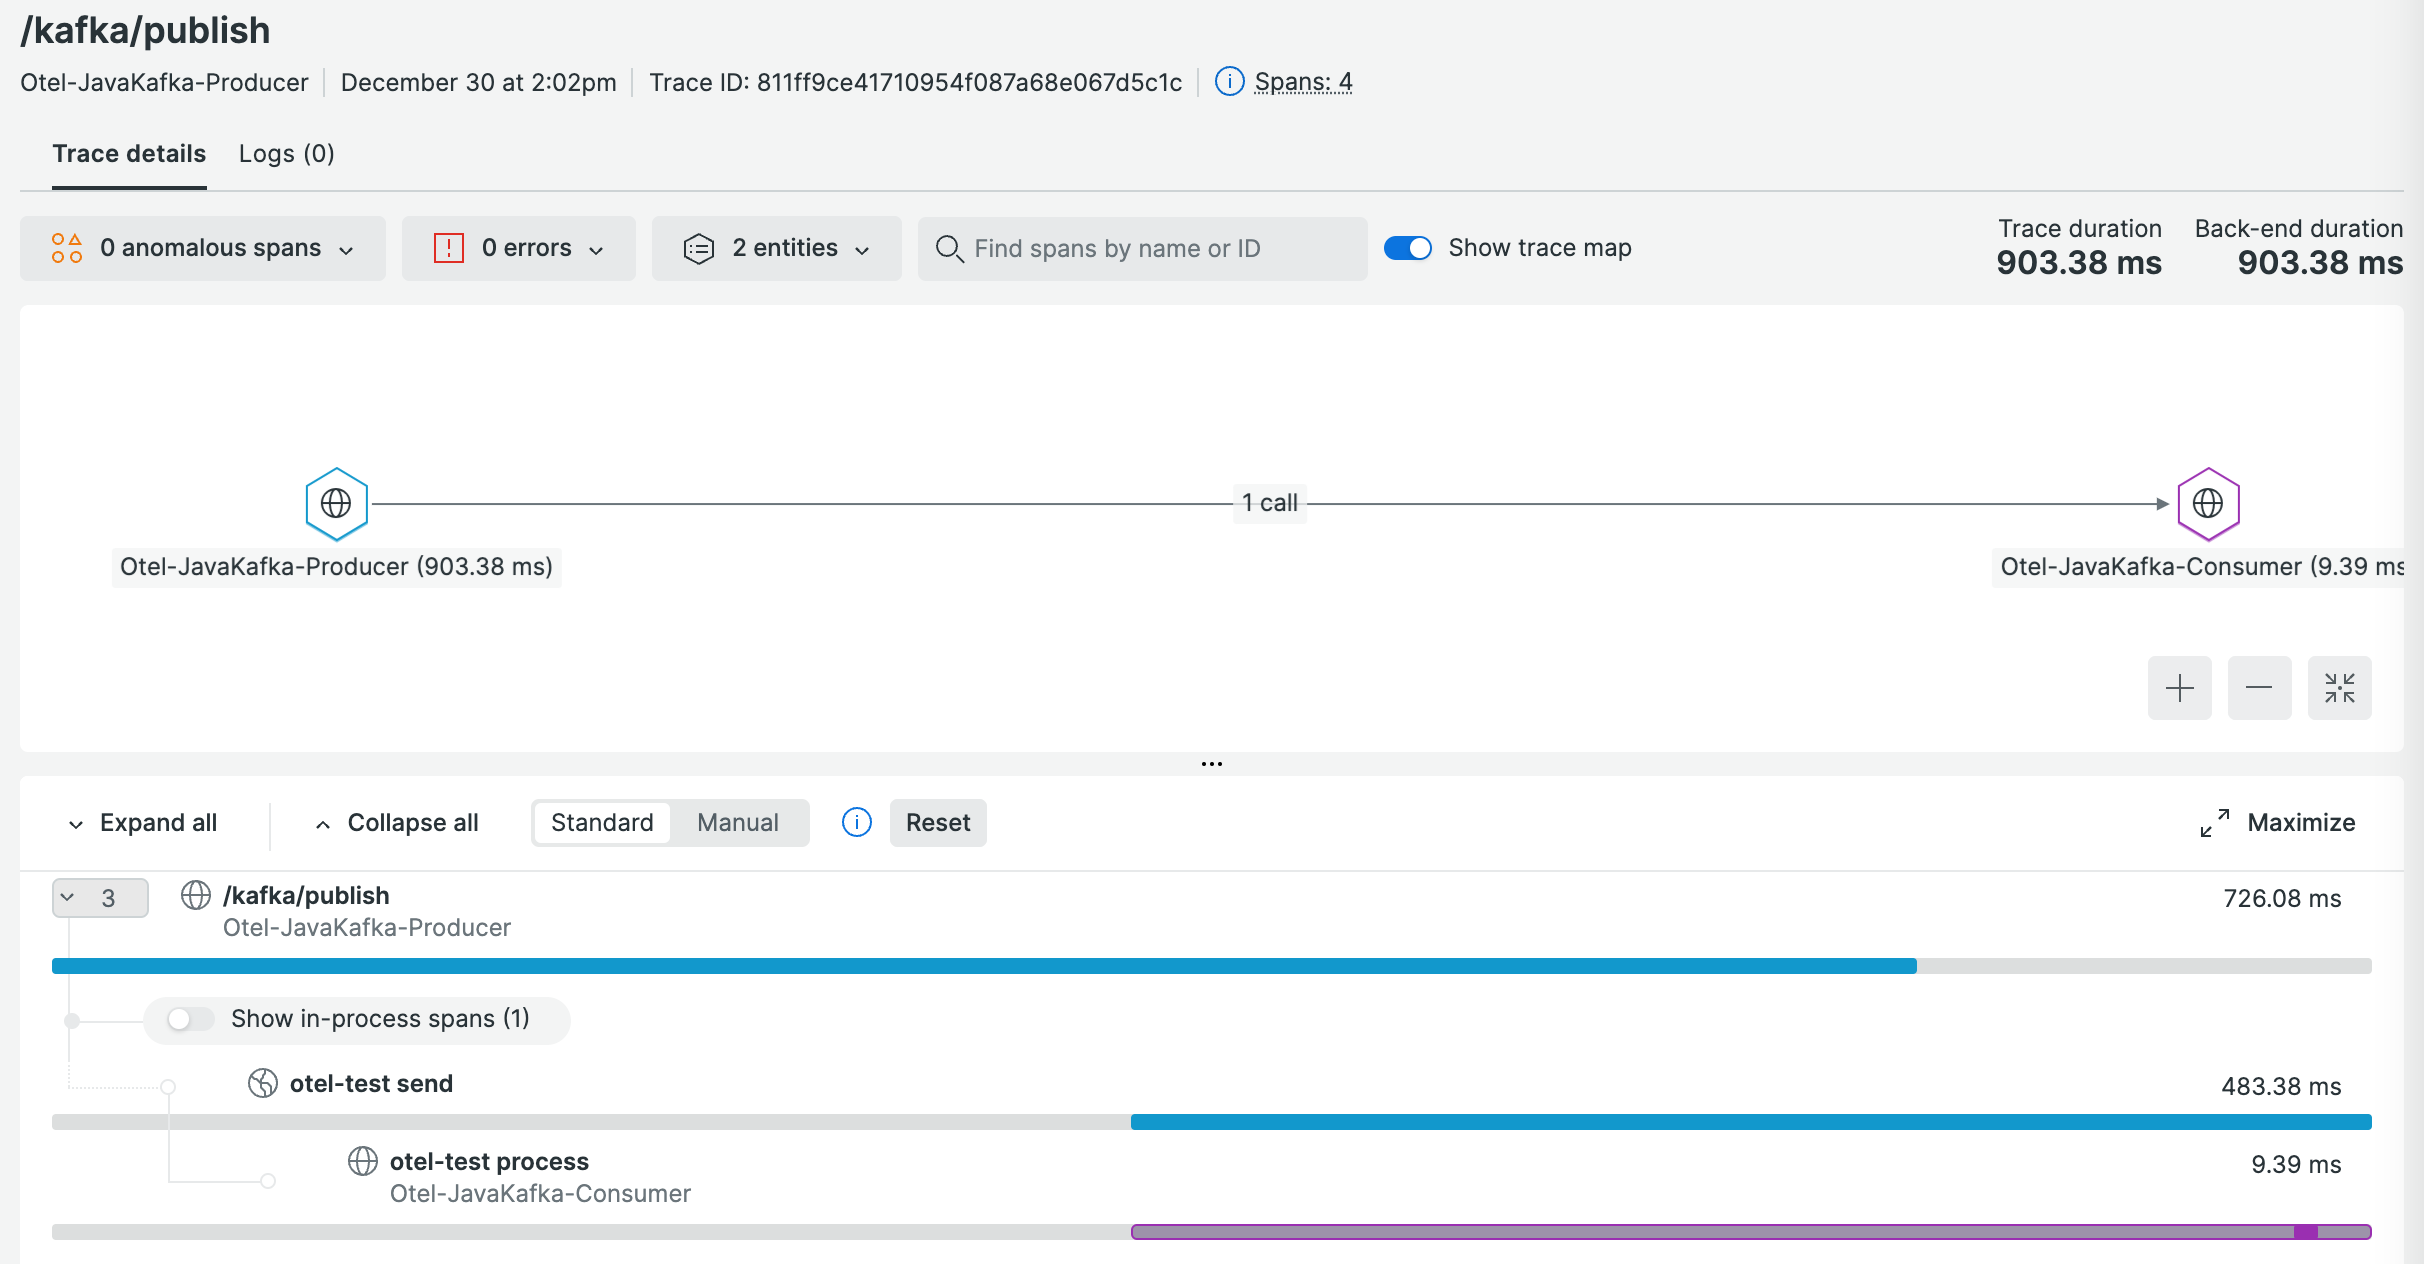 /kafka/publish
Otel-JavaKafka-Producer December 30 at 2:02pm Trace ID: 811ff9ce41710954f087a68e067d5c1c Spans: 4
Trace details Logs (0)
0 anomalous spans 0 errors 2 entities Find spans by name or ID Show trace map
Trace duration Back-end duration
903.38 ms 903.38 ms
1 call
Otel-JavaKafka-Producer (903.38 ms) Otel-JavaKafka-Consumer (9.39 ms
Expand all Collapse all Standard Manual Reset Maximize
3 /kafka/publish 726.08 ms
Otel-JavaKafka-Producer
Show in-process spans (1)
otel-test send 483.38 ms
otel-test process 9.39 ms
Otel-JavaKafka-Consumer